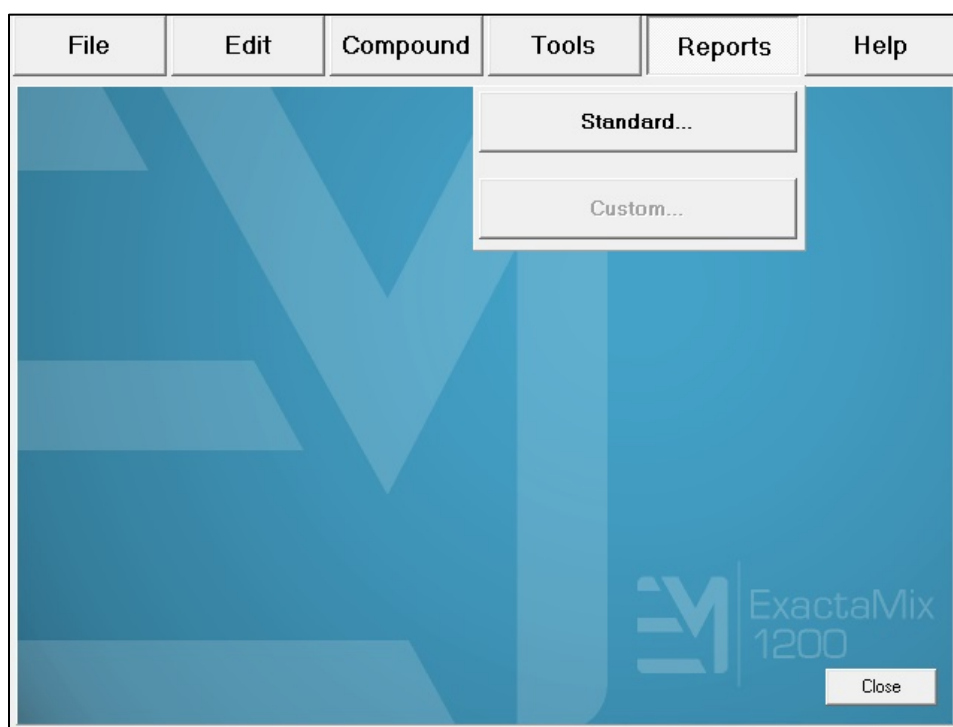 File Edit Compound Tools Reports Help
Standard...
Custom...
ExactaMix
1200
Close